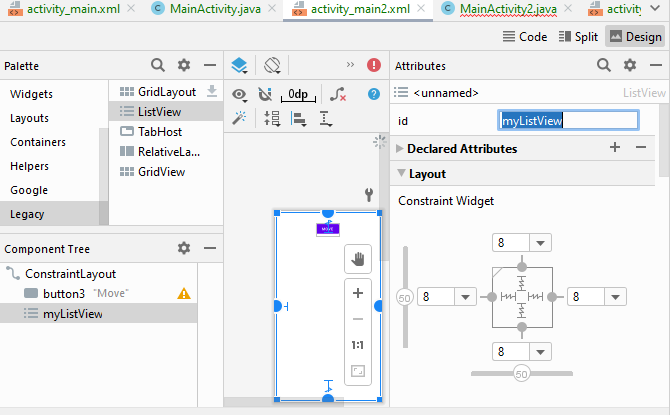 activity_main.xml MainActivity.java activity_main2.xml MainActivity2.java activity
Code Split Design
Palette
Widgets
Layouts
Containers
Helpers
Google
Legacy
GridLayout
ListView
TabHost
RelativeLa...
GridView
Component Tree
ConstraintLayout
button3 "Move"
myListView
0dp
MOVE
1:1
Attributes
<unnamed> ListView
id myListView
Declared Attributes
Layout
Constraint Widget
8
50 8 8
8
50